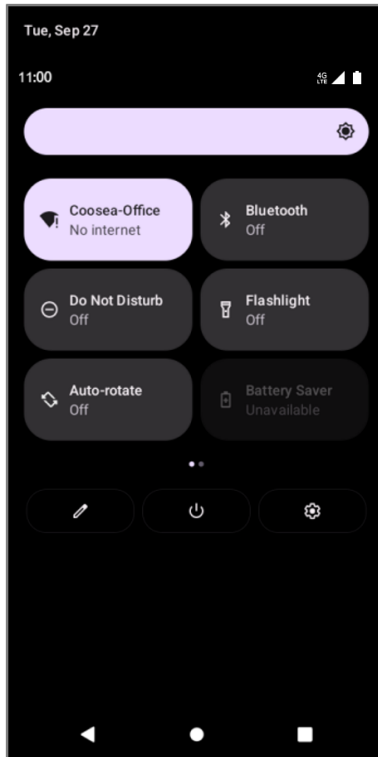 Tue, Sep 27
11:00
4G
LTE
Coosea-Office
No internet
Bluetooth
Off
Do Not Disturb
Off
Flashlight
Off
Auto-rotate
Off
Battery Saver
Unavailable